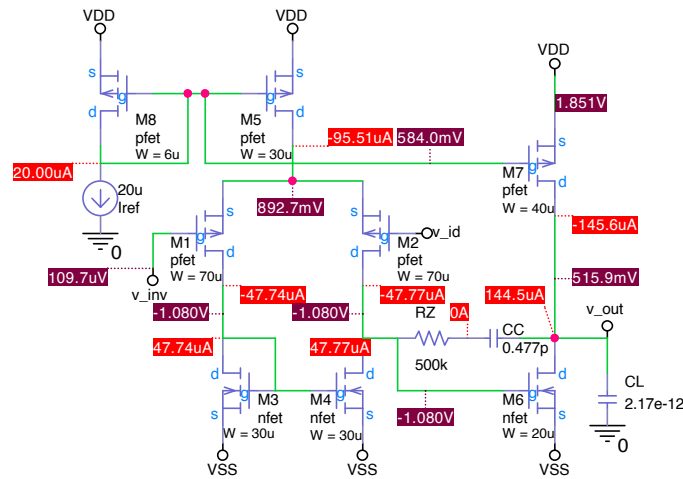 VDD
VDD
VDD
s
g
d
M8
pfet
W = 6u
s
g
d
M5
pfet
W = 30u
1.851V
-95.51uA
584.0mV
s
g
d
M7
pfet
W = 40u
20.00uA
20u
Iref
0
892.7mV
-145.6uA
s
g
d
M1
pfet
W = 70u
s
g
d
M2
pfet
W = 70u
v_id
109.7uV
v_inv
515.9mV
-47.74uA
-47.77uA
-1.080V
-1.080V
RZ
500k
0A
CC
0.477p
144.5uA
v_out
47.74uA
47.77uA
d
g
s
M3
nfet
W = 30u
d
g
s
M4
nfet
W = 30u
-1.080V
d
g
s
M6
nfet
W = 20u
CL
2.17e-12
0
VSS
VSS
VSS